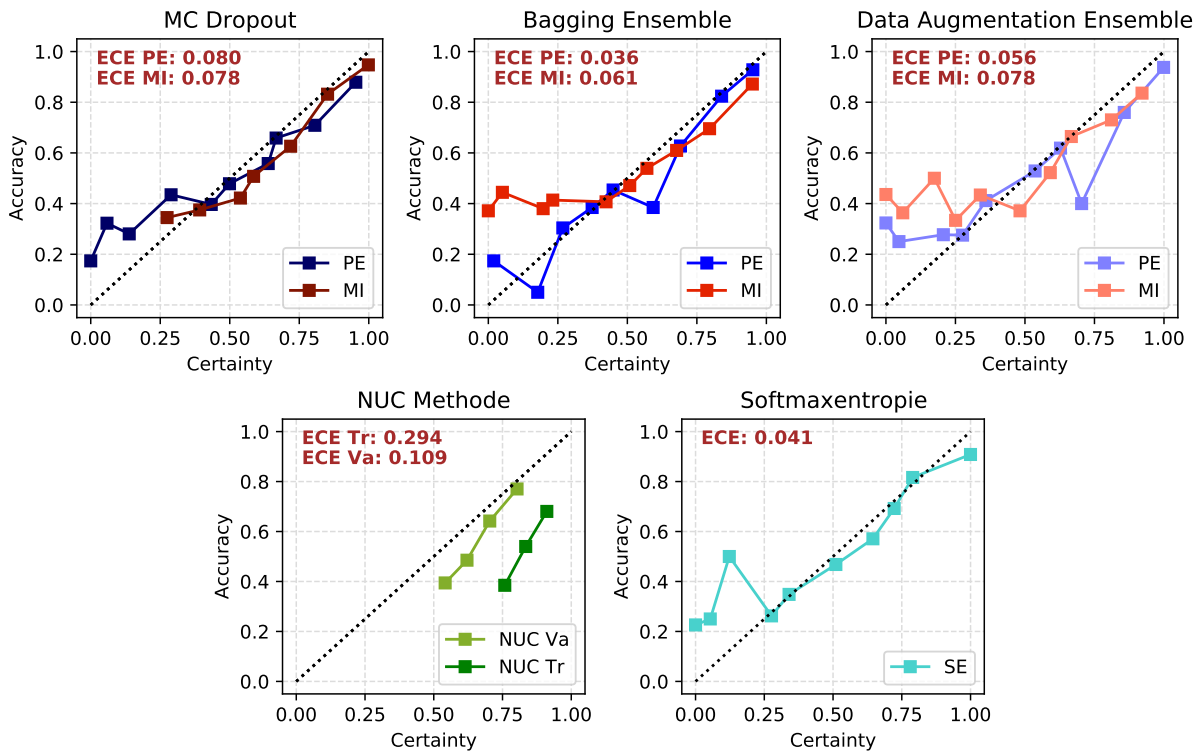 MC Dropout
ECE PE: 0.080
ECE MI: 0.078
1.0
0.8
0.6
0.4
0.2
0.0
Accuracy
PE
MI
0.00 0.25 0.50 0.75 1.00
Certainty
Bagging Ensemble
ECE PE: 0.036
ECE MI: 0.061
1.0
0.8
0.6
0.4
0.2
0.0
Accuracy
PE
MI
0.00 0.25 0.50 0.75 1.00
Certainty
Data Augmentation Ensemble
ECE PE: 0.056
ECE MI: 0.078
1.0
0.8
0.6
0.4
0.2
0.0
Accuracy
PE
MI
0.00 0.25 0.50 0.75 1.00
Certainty
NUC Methode
ECE Tr: 0.294
ECE Va: 0.109
1.0
0.8
0.6
0.4
0.2
0.0
Accuracy
NUC Va
NUC Tr
0.00 0.25 0.50 0.75 1.00
Certainty
Softmaxentropie
ECE: 0.041
1.0
0.8
0.6
0.4
0.2
0.0
Accuracy
SE
0.00 0.25 0.50 0.75 1.00
Certainty